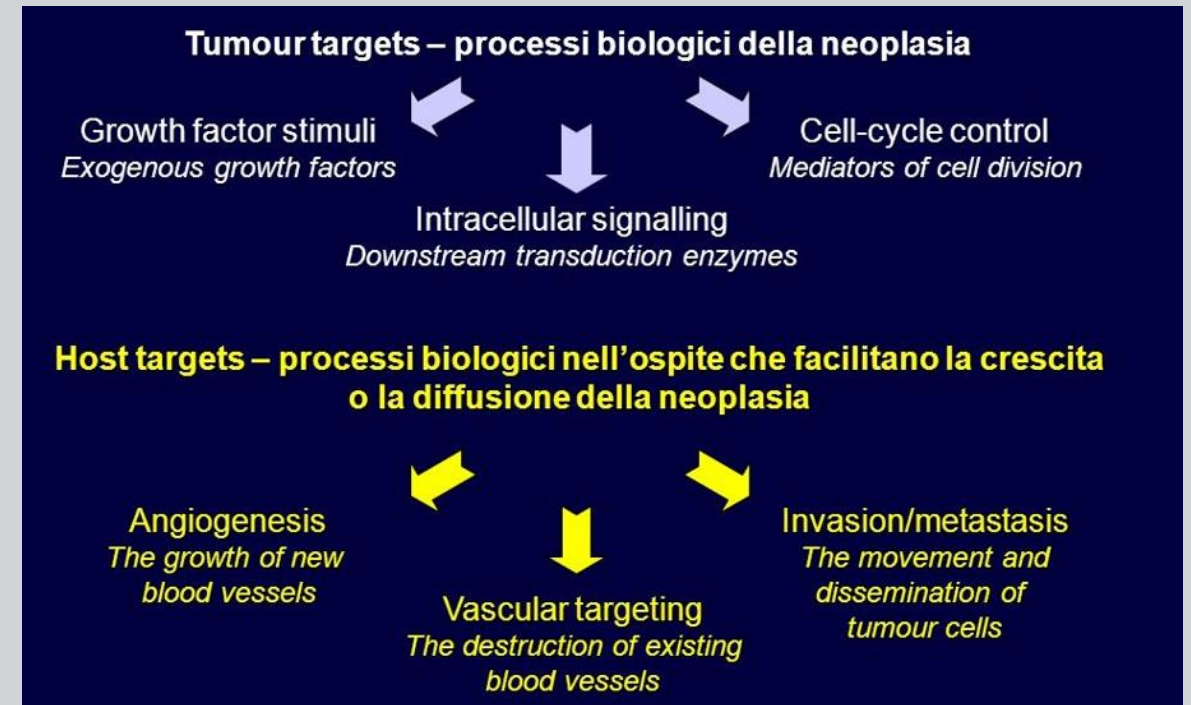 Tumour targets – processi biologici della neoplasia
Growth factor stimuli
Exogenous growth factors
Cell-cycle control
Mediators of cell division
Intracellular signalling
Downstream transduction enzymes
Host targets – processi biologici nell’ospite che facilitano la crescita
o la diffusione della neoplasia
Angiogenesis
The growth of new
blood vessels
Vascular targeting
The destruction of existing
blood vessels
Invasion/metastasis
The movement and
dissemination of
tumour cells